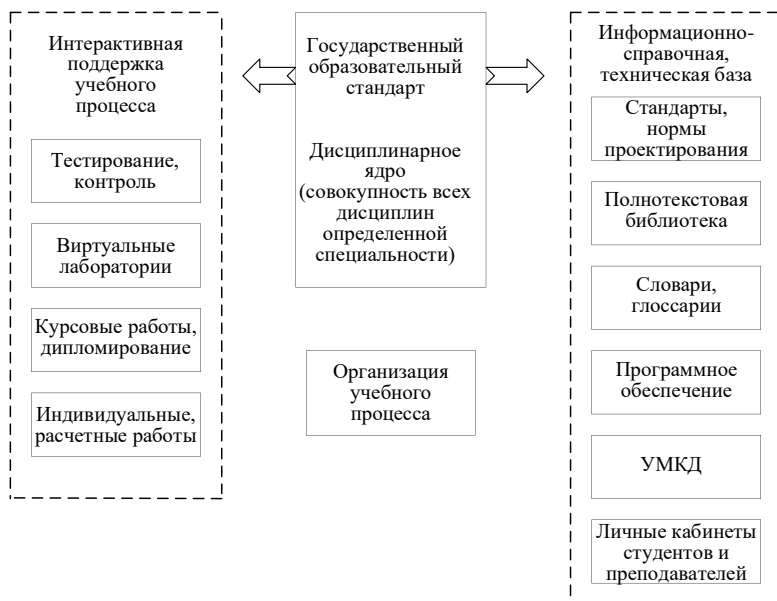 Интерактивная
поддержка
учебного
процесса
Тестирование,
контроль
Виртуальные
лаборатории
Курсовые работы,
дипломирование
Индивидуальные,
расчетные работы
Государственный
образовательный
стандарт
Дисциплинарное
ядро
(совокупность всех
дисциплин
определенной
специальности)
Организация
учебного
процесса
Информационно-
справочная,
техническая база
Стандарты,
нормы
проектирования
Полнотекстовая
библиотека
Словари,
глоссарии
Программное
обеспечение
УМКД
Личные кабинеты
студентов и
преподавателей